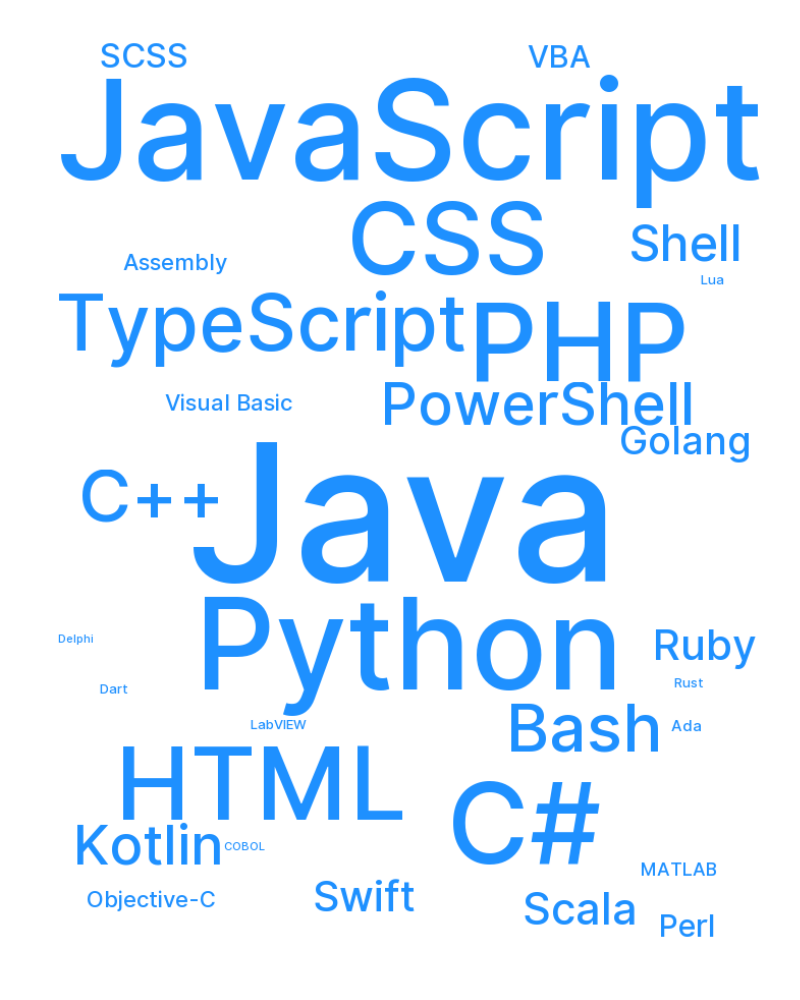 SCSS
VBA
JavaScript
CSS
Shell
Assembly
Lua
TypeScript
PHP
Visual Basic
PowerShell
Golang
C++
Java
Python
Delphi
Ruby
Dart
Rust
LabVIEW
Bash
Ada
HTML
C#
Kotlin
COBOL
MATLAB
Objective-C
Swift
Scala
Perl